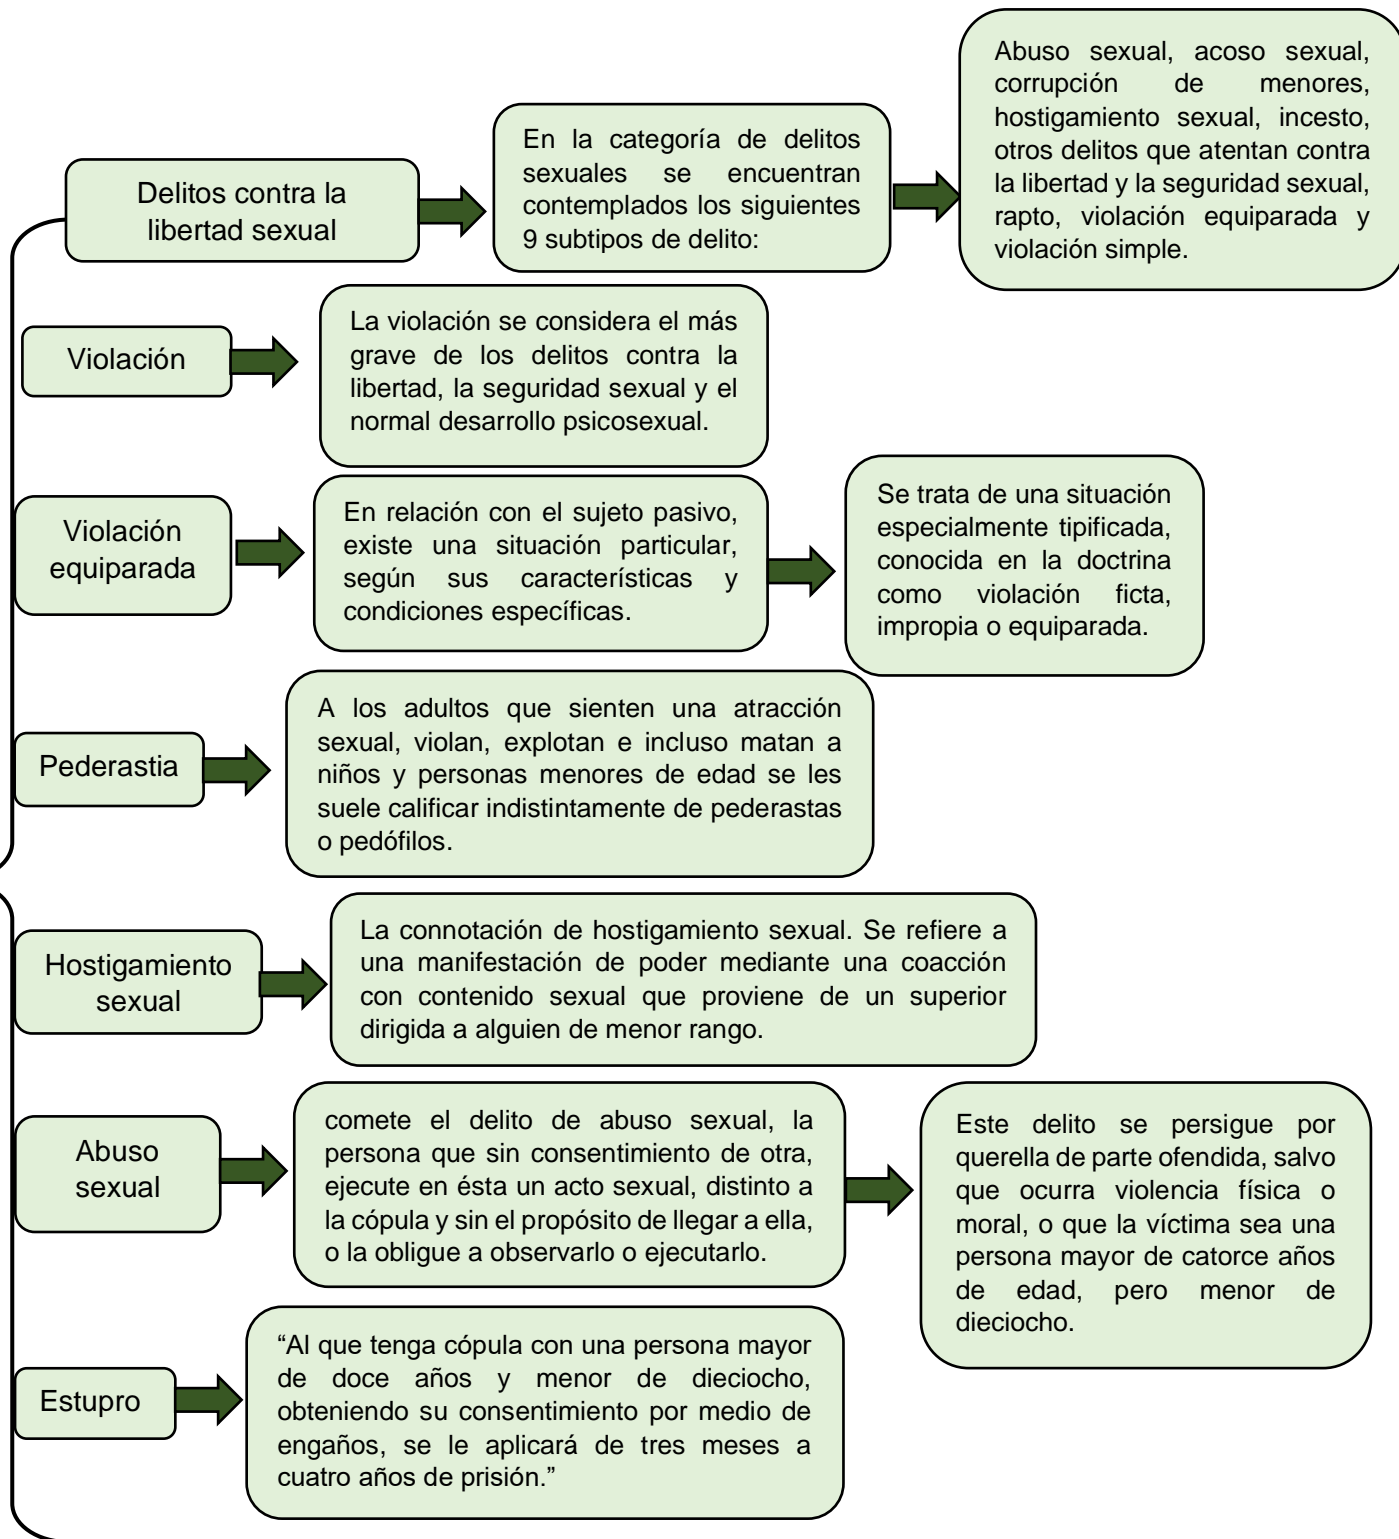 Delitos contra la
libertad sexual
En la categoría de delitos
sexuales se encuentran
contemplados los siguientes
9 subtipos de delito:
Abuso sexual, acoso sexual,
corrupción de menores,
hostigamiento sexual, incesto,
otros delitos que atentan contra
la libertad y la seguridad sexual,
rapto, violación equiparada y
violación simple.
Violación
La violación se considera el más
grave de los delitos contra la
libertad, la seguridad sexual y el
normal desarrollo psicosexual.
Violación
equiparada
En relación con el sujeto pasivo,
existe una situación particular,
según sus características y
condiciones específicas.
Se trata de una situación
especialmente tipificada,
conocida en la doctrina
como violación ficta,
impropia o equiparada.
Pederastia
A los adultos que sienten una atracción
sexual, violan, explotan e incluso matan a
niños y personas menores de edad se les
suele calificar indistintamente de pederastas
o pedófilos.
Hostigamiento
sexual
La connotación de hostigamiento sexual. Se refiere a
una manifestación de poder mediante una coacción
con contenido sexual que proviene de un superior
dirigida a alguien de menor rango.
Abuso
sexual
comete el delito de abuso sexual, la
persona que sin consentimiento de otra,
ejecute en ésta un acto sexual, distinto a
la cópula y sin el propósito de llegar a ella,
o la obligue a observarlo o ejecutarlo.
Este delito se persigue por
querella de parte ofendida, salvo
que ocurra violencia física o
moral, o que la víctima sea una
persona mayor de catorce años
de edad, pero menor de
dieciocho.
Estupro
“Al que tenga cópula con una persona mayor
de doce años y menor de dieciocho,
obteniendo su consentimiento por medio de
engaños, se le aplicará de tres meses a
cuatro años de prisión.”